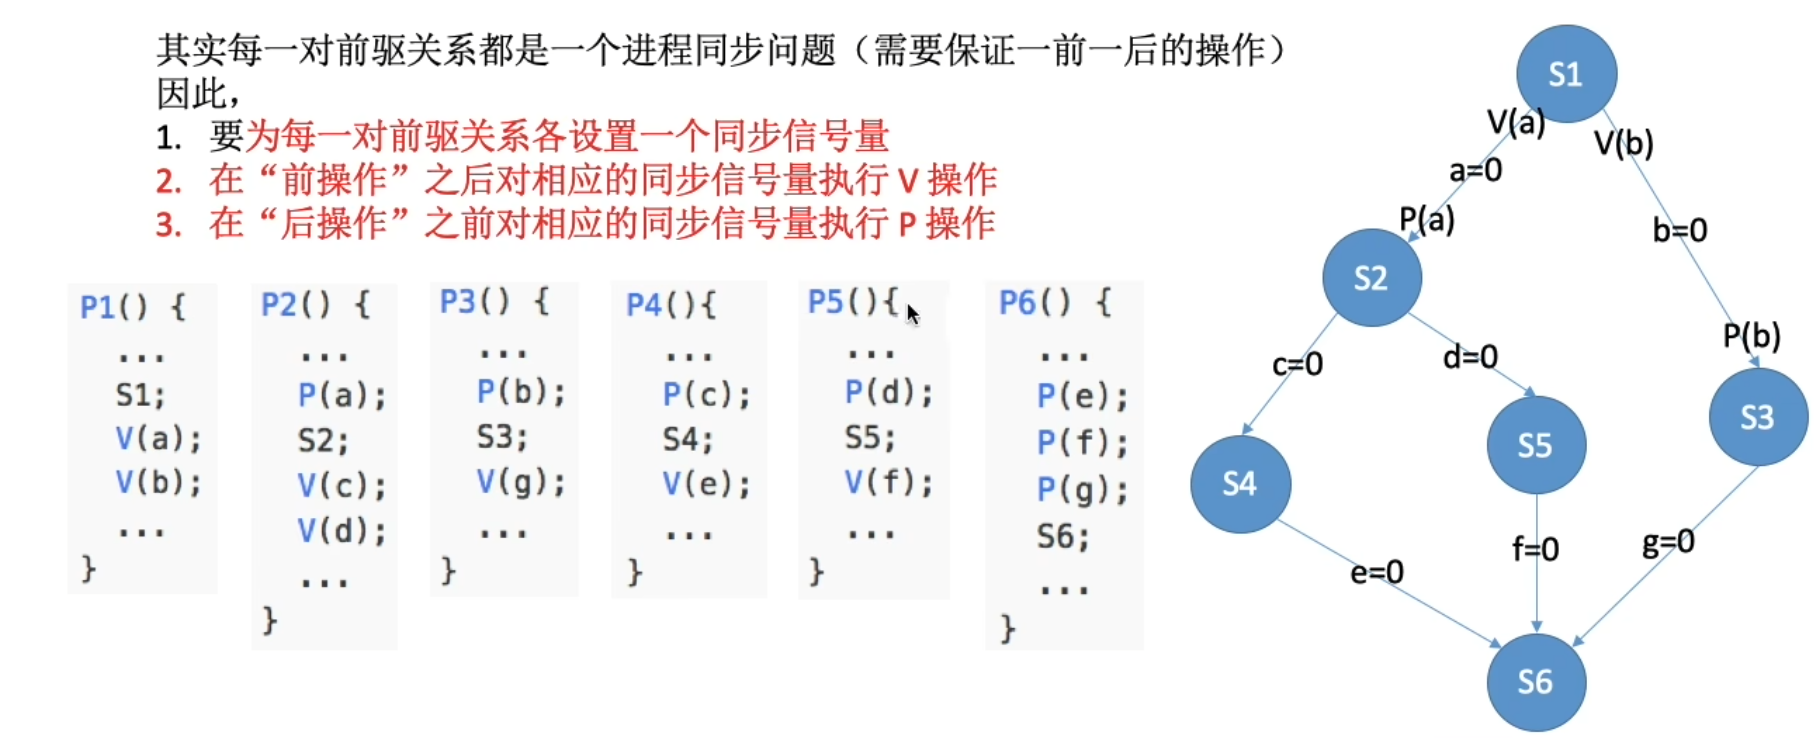 其实每一对前驱关系都是一个进程同步问题（需要保证一前一后的操作）
因此，
1. 要为每一对前驱关系各设置一个同步信号量
2. 在“前操作”之后对相应的同步信号量执行 V 操作
3. 在“后操作”之前对相应的同步信号量执行 P 操作
P1() {
...
S1;
V(a);
V(b);
...
}
P2() {
...
P(a);
S2;
V(c);
V(d);
...
}
P3() {
...
P(b);
S3;
V(g);
...
}
P4(){
...
P(c);
S4;
V(e);
...
}
P5(){
...
P(d);
S5;
V(f);
...
}
P6() {
...
P(e);
P(f);
P(g);
S6;
...
}
S1
V(a)
V(b)
a=0
P(a)
b=0
S2
P(b)
c=0
d=0
S3
S5
S4
f=0
g=0
e=0
S6